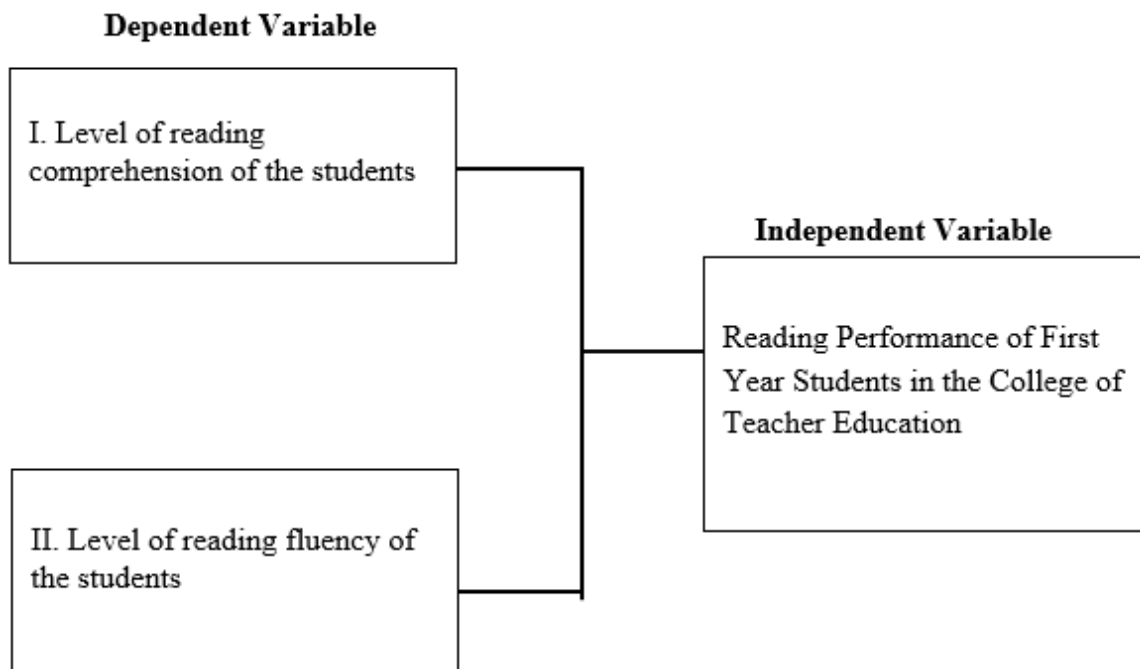 Dependent Variable
I. Level of reading
comprehension of the students
Independent Variable
Reading Performance of First
Year Students in the College of
Teacher Education
II. Level of reading fluency of
the students